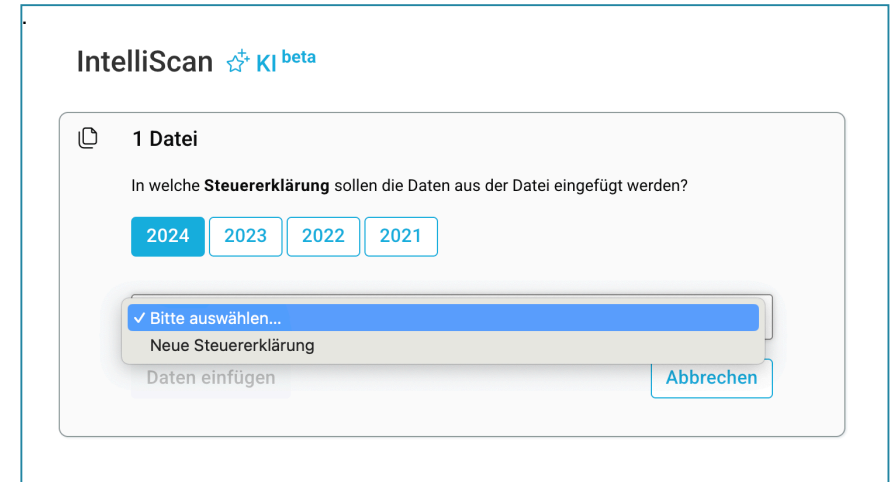 .
IntelliScan KI beta
1 Datei
In welche Steuererklärung sollen die Daten aus der Datei eingefügt werden?
2024 2023 2022 2021
✓ Bitte auswählen...
Neue Steuererklärung
Daten einfügen Abbrechen